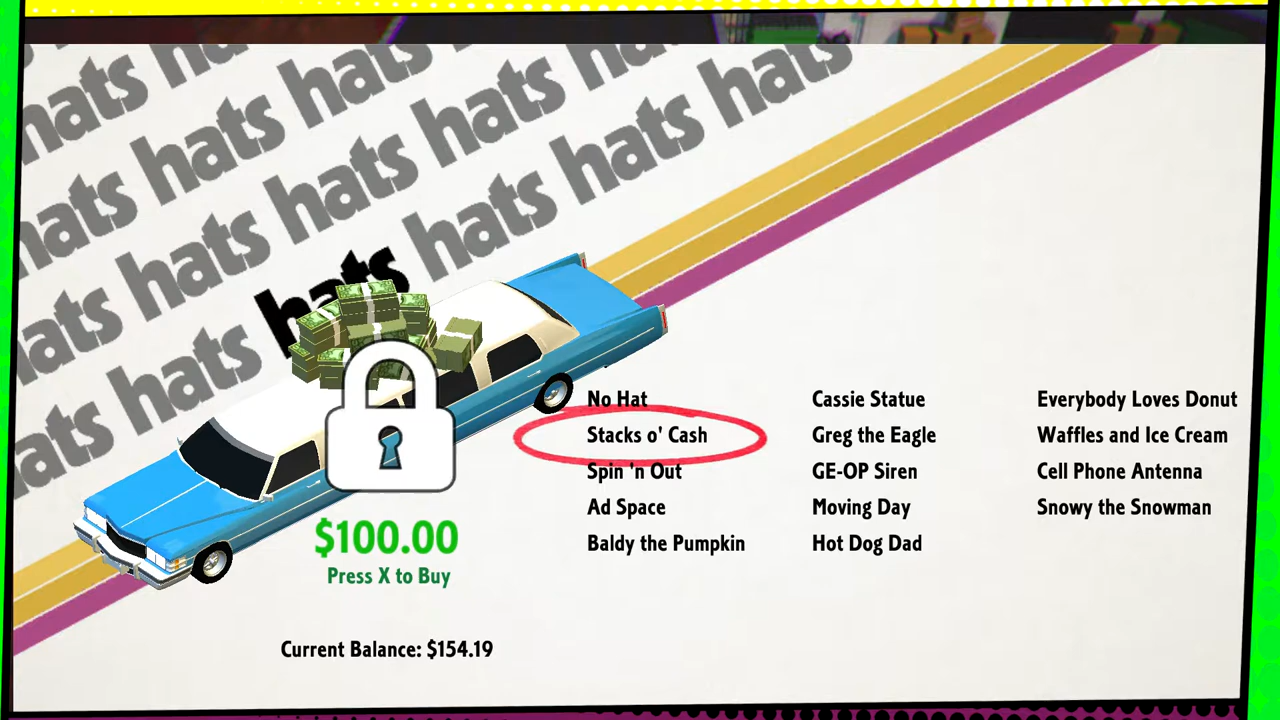 hats hats hats
hats hats hats hats
hats hats hats hats hats
hats hats hats hats hats
hats hats hats hats hats
No Hat
Stacks o' Cash
Spin 'n Out
Ad Space
Baldy the Pumpkin
Cassie Statue
Greg the Eagle
GE-OP Siren
Moving Day
Hot Dog Dad
Everybody Loves Donut
Waffles and Ice Cream
Cell Phone Antenna
Snowy the Snowman
$100.00
Press X to Buy
Current Balance: $154.19